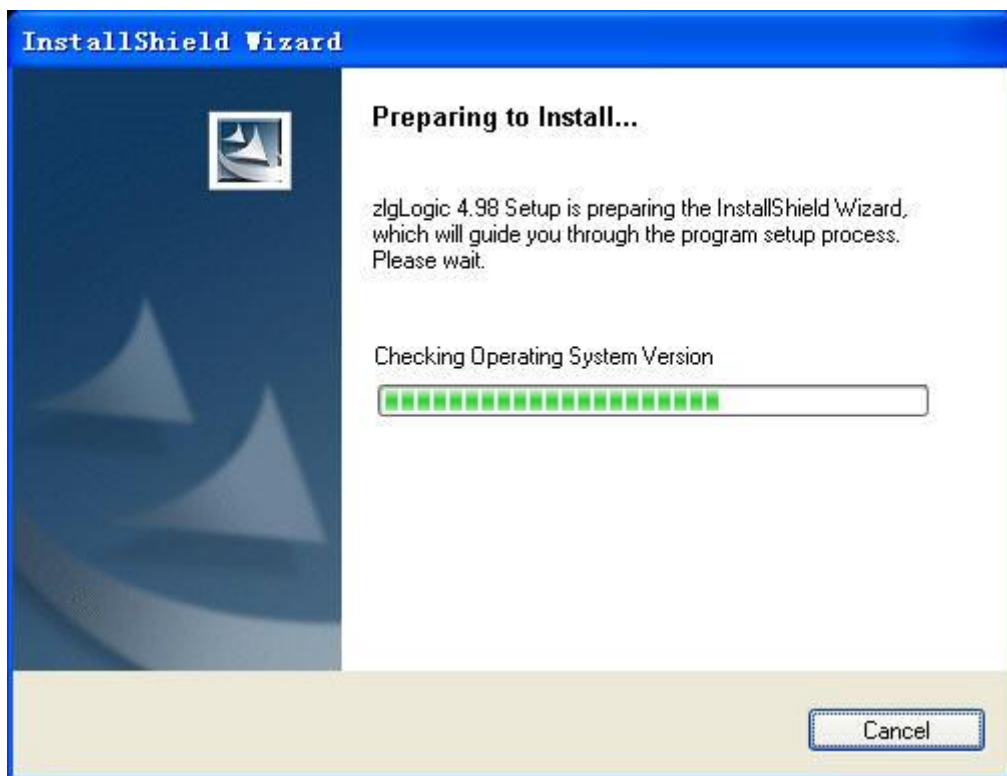 InstallShield Wizard
Preparing to Install...
zlgLogic 4.98 Setup is preparing the InstallShield Wizard,
which will guide you through the program setup process.
Please wait.
Checking Operating System Version
Cancel